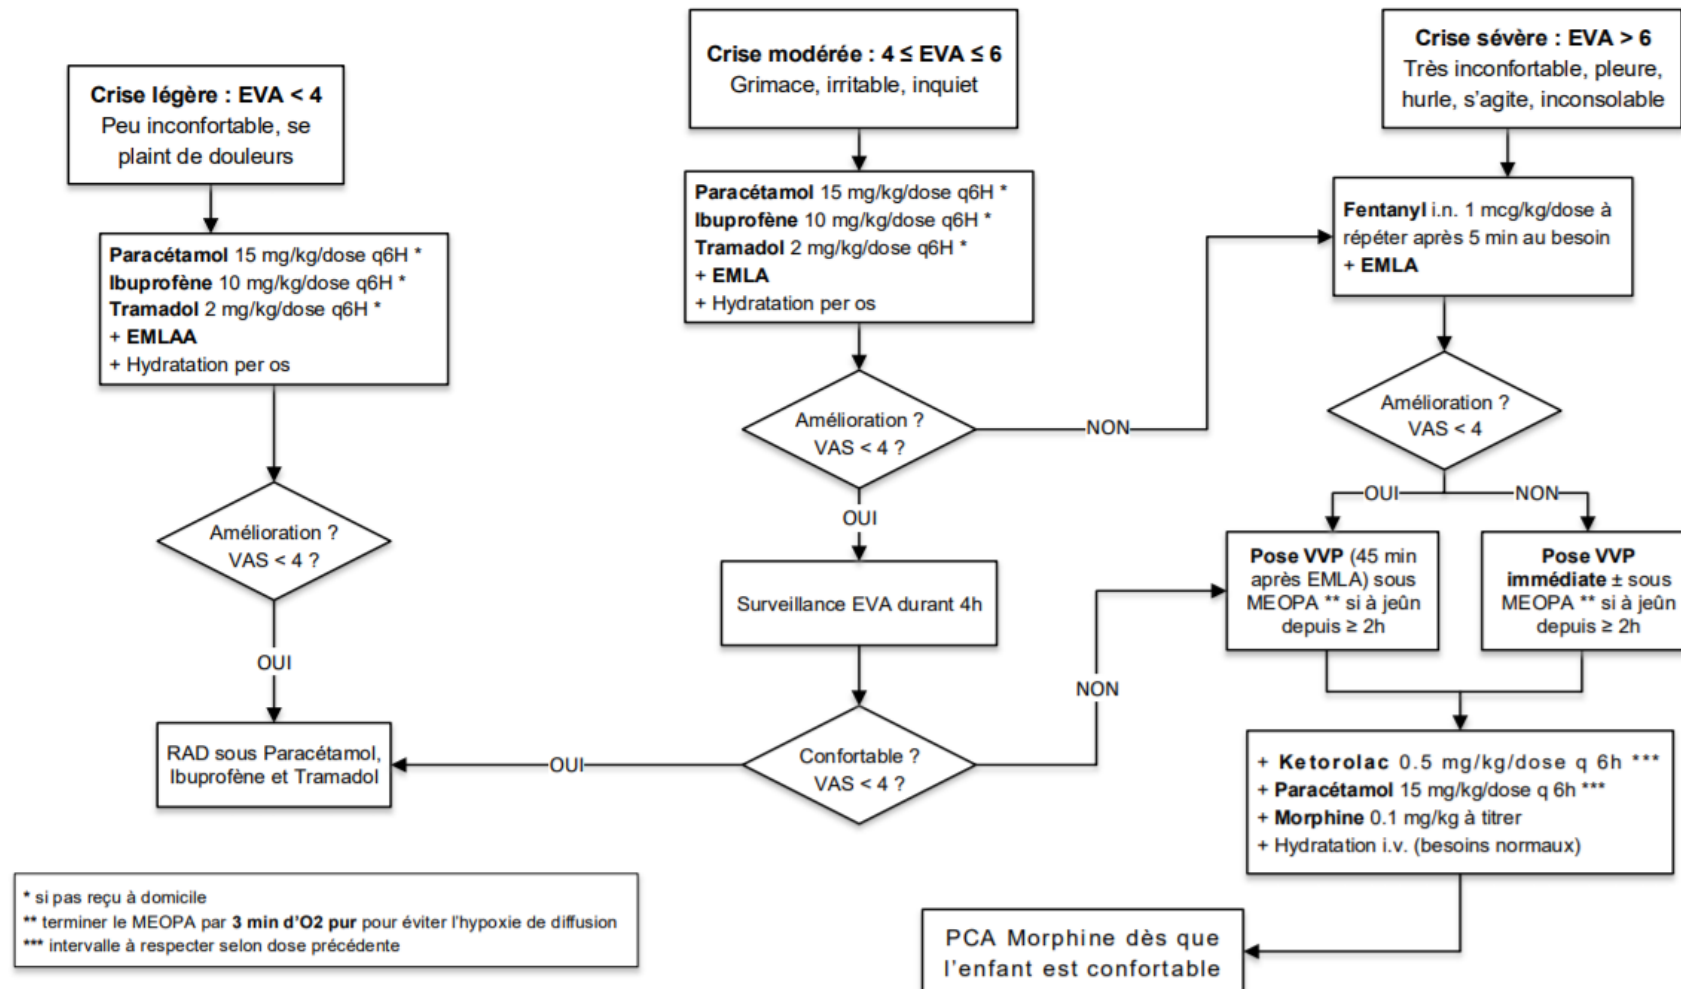 Crise légère : EVA < 4
Peu inconfortable, se
plaint de douleurs
Paracétamol 15 mg/kg/dose q6H *
Ibuprofène 10 mg/kg/dose q6H *
Tramadol 2 mg/kg/dose q6H *
+ EMLAA
+ Hydratation per os
Amélioration ?
VAS < 4 ?
OUI
RAD sous Paracétamol,
Ibuprofène et Tramadol
Crise modérée : 4 ≤ EVA ≤ 6
Grimace, irritable, inquiet
Paracétamol 15 mg/kg/dose q6H *
Ibuprofène 10 mg/kg/dose q6H *
Tramadol 2 mg/kg/dose q6H *
+ EMLA
+ Hydratation per os
Amélioration ?
VAS < 4 ?
NON
OUI
Surveillance EVA durant 4h
Confortable ?
VAS < 4 ?
OUI
NON
Crise sévère : EVA > 6
Très inconfortable, pleure,
hurle, s'agite, inconsolable
Fentanyl i.n. 1 mcg/kg/dose à
répéter après 5 min au besoin
+ EMLA
Amélioration ?
VAS < 4
OUI
NON
Pose VVP (45 min
après EMLA) sous
MEOPA ** si à jeûn
depuis ≥ 2h
Pose VVP
immédiate ± sous
MEOPA ** si à jeûn
depuis ≥ 2h
+ Ketorolac 0.5 mg/kg/dose q 6h ***
+ Paracétamol 15 mg/kg/dose q 6h ***
+ Morphine 0.1 mg/kg à titrer
+ Hydratation i.v. (besoins normaux)
PCA Morphine dès que
l'enfant est confortable
* si pas reçu à domicile
** terminer le MEOPA par 3 min d'O2 pur pour éviter l'hypoxie de diffusion
*** intervalle à respecter selon dose précédente